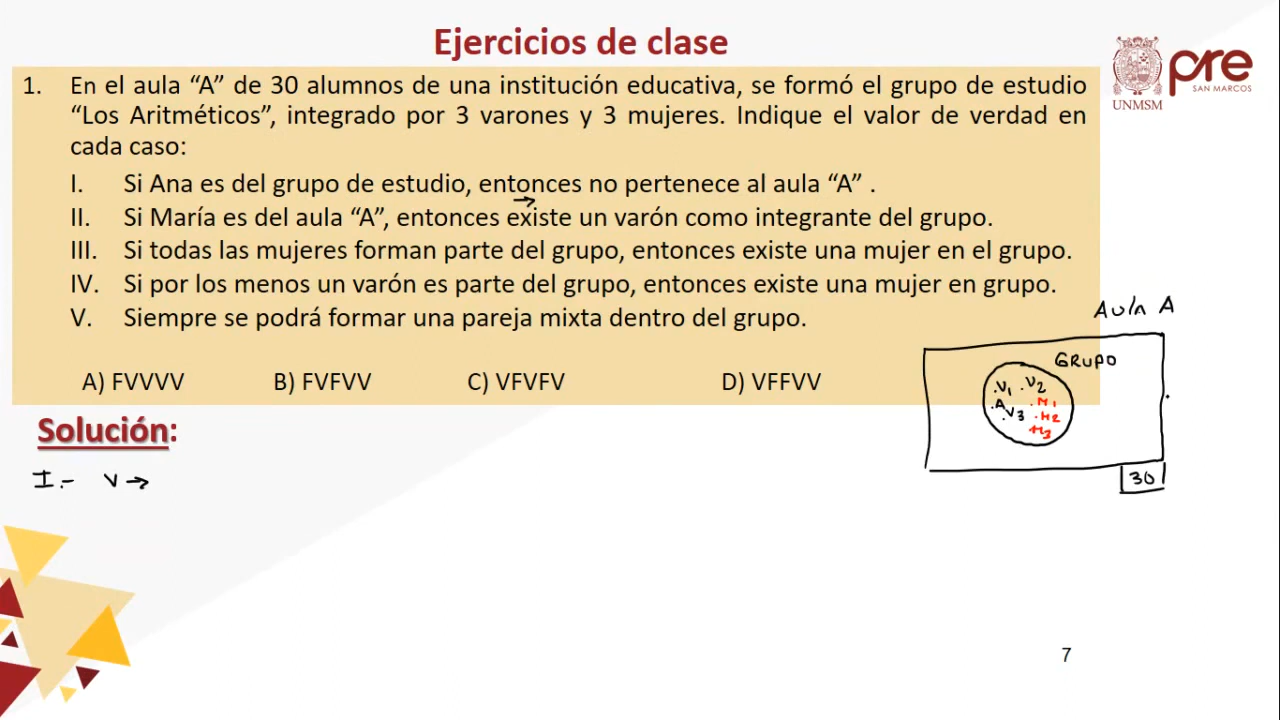 Ejercicios de clase
pre
SAN MARCOS
UNMSM
1. En el aula “A” de 30 alumnos de una institución educativa, se formó el grupo de estudio
“Los Aritméticos”, integrado por 3 varones y 3 mujeres. Indique el valor de verdad en
cada caso:
I. Si Ana es del grupo de estudio, entonces no pertenece al aula “A” .
II. Si María es del aula “A”, entonces existe un varón como integrante del grupo.
III. Si todas las mujeres forman parte del grupo, entonces existe una mujer en el grupo.
IV. Si por los menos un varón es parte del grupo, entonces existe una mujer en grupo.
V. Siempre se podrá formar una pareja mixta dentro del grupo.
A) FVVVV B) FVFVV C) VFVFV D) VFFVV
Aula A
GRUPO
.V1 .V2
.A .M1
.V3 .M2
.M3
30
Solución:
I.- V →
7